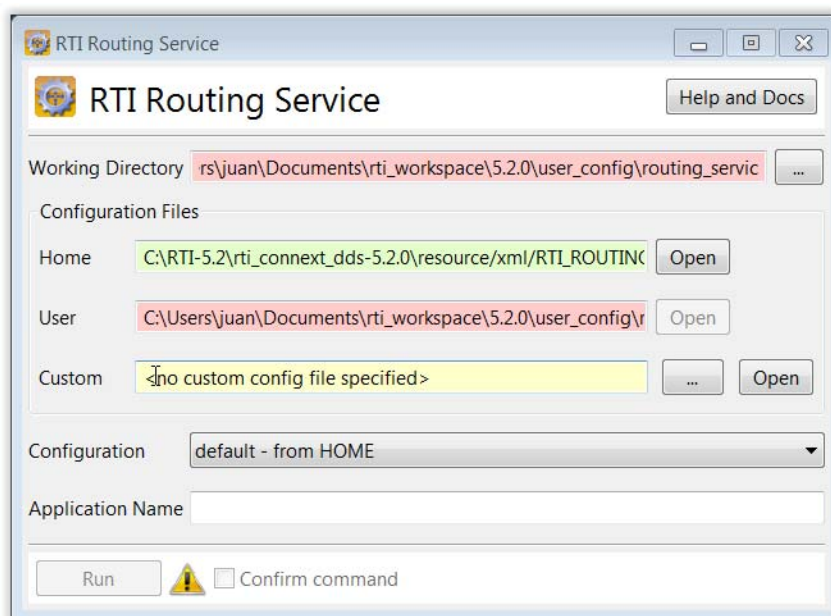 RTI Routing Service
RTI Routing Service
Help and Docs
Working Directory rs\juan\Documents\rti_workspace\5.2.0\user_config\routing_servic ...
Configuration Files
Home C:\RTI-5.2\rti_connext_dds-5.2.0\resource/xml/RTI_ROUTING Open
User C:\Users\juan\Documents\rti_workspace\5.2.0\user_config\r Open
Custom <no custom config file specified> ... Open
Configuration default - from HOME
Application Name
Run Confirm command